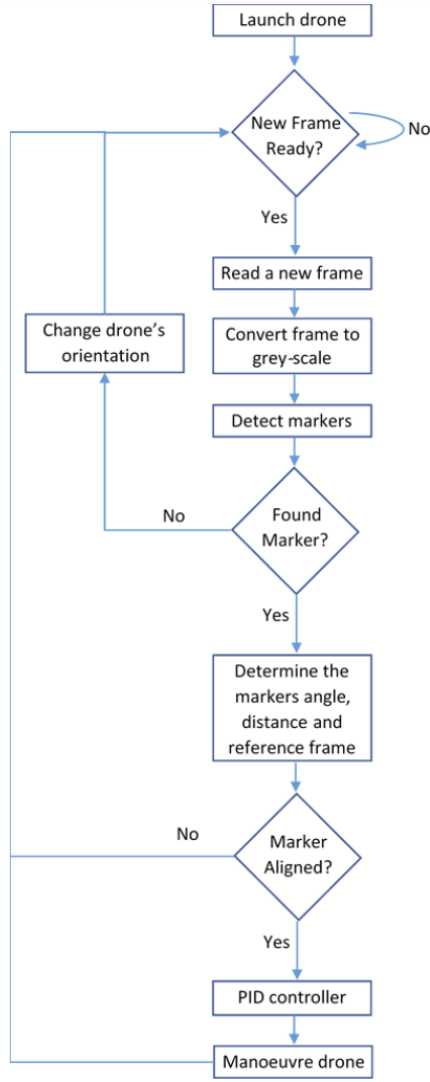 Launch drone
New Frame
Ready?
No
Yes
Read a new frame
Change drone's
orientation
Convert frame to
grey-scale
Detect markers
No
Found
Marker?
Yes
Determine the
markers angle,
distance and
reference frame
No
Marker
Aligned?
Yes
PID controller
Manoeuvre drone